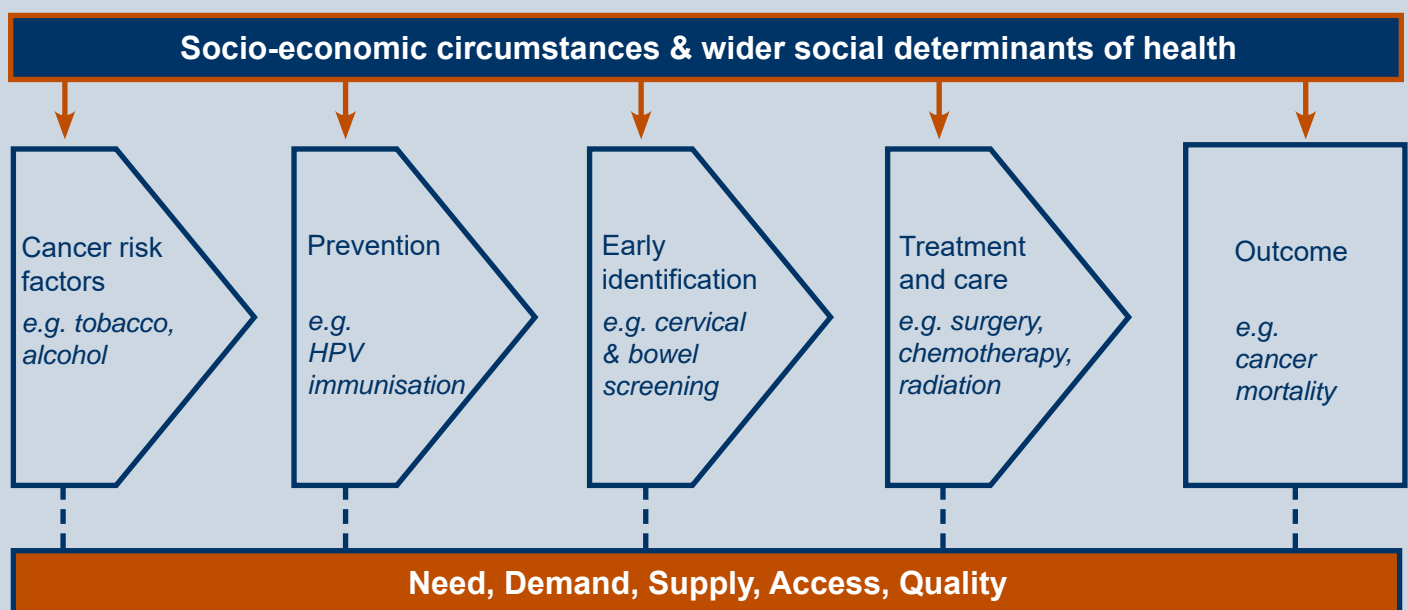 Socio-economic circumstances & wider social determinants of health
Cancer risk
factors
e.g. tobacco,
alcohol
Prevention
e.g.
HPV
immunisation
Early
identification
e.g. cervical
& bowel
screening
Treatment
and care
e.g. surgery,
chemotherapy,
radiation
Outcome
e.g.
cancer
mortality
Need, Demand, Supply, Access, Quality